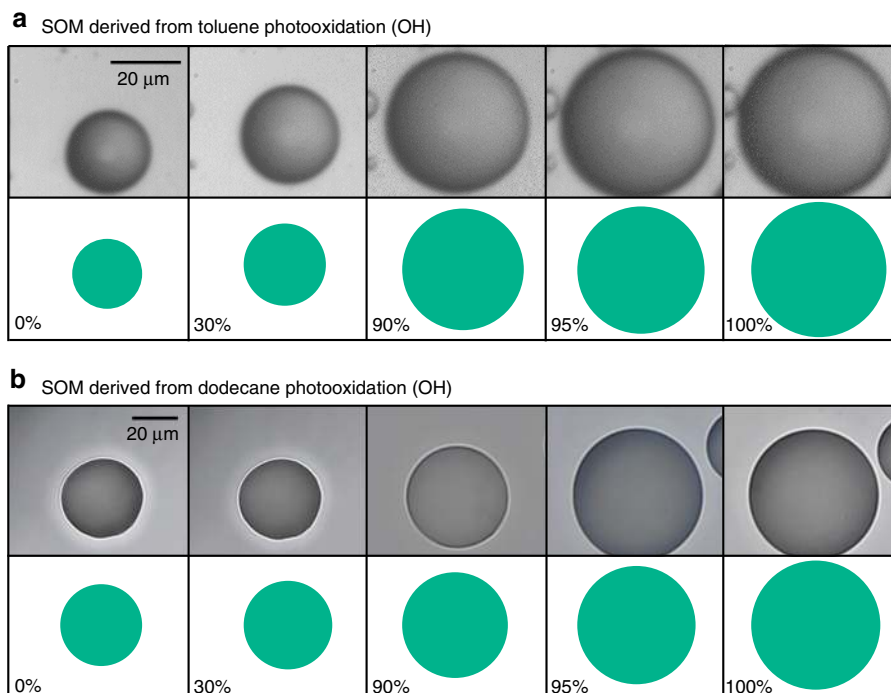 a SOM derived from toluene photooxidation (OH)
20 μm
0% 30% 90% 95% 100%
b SOM derived from dodecane photooxidation (OH)
20 μm
0% 30% 90% 95% 100%